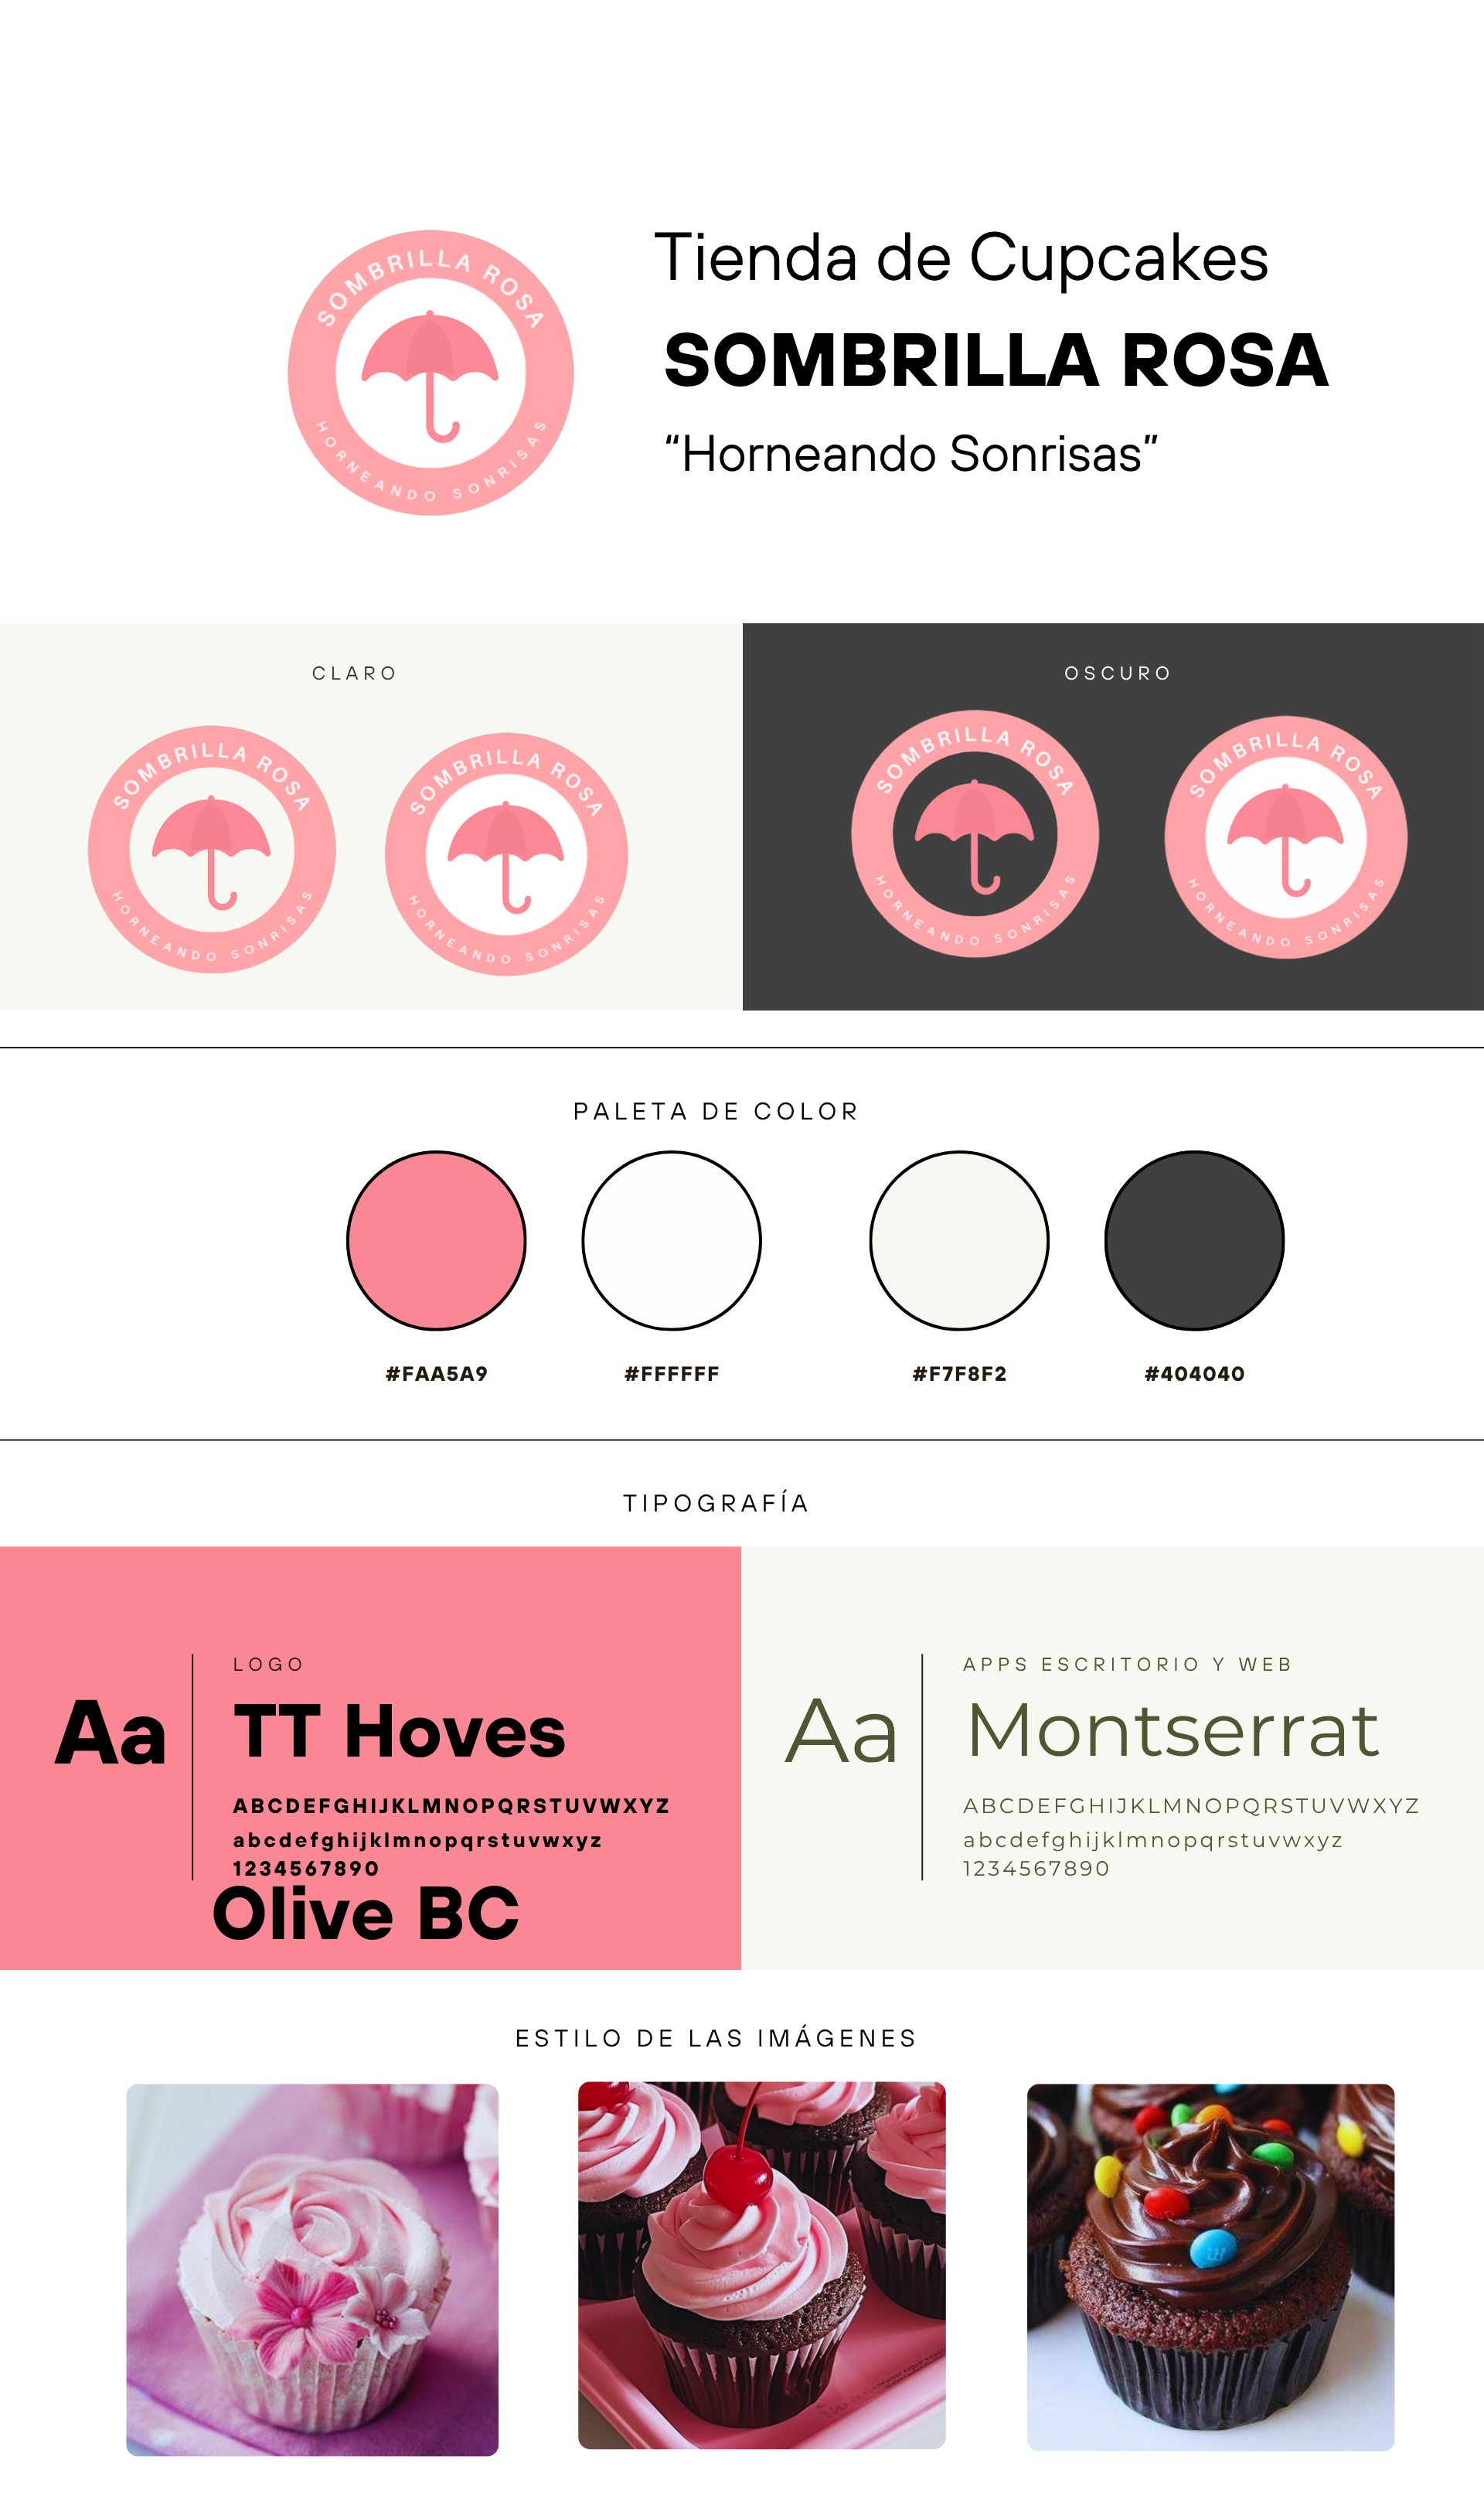 SOMBRILLA ROSA
HORNEANDO SONRISAS
Tienda de Cupcakes
SOMBRILLA ROSA
“Horneando Sonrisas”
CLARO
SOMBRILLA ROSA
HORNEANDO SONRISAS
SOMBRILLA ROSA
HORNEANDO SONRISAS
OSCURO
SOMBRILLA ROSA
HORNEANDO SONRISAS
SOMBRILLA ROSA
HORNEANDO SONRISAS
PALETA DE COLOR
#FAA5A9
#FFFFFF
#F7F8F2
#404040
TIPOGRAFÍA
Aa
LOGO
TT Hoves
ABCDEFGHIJKLMNOPQRSTUVWXYZ
abcdefghijklmnopqrstuvwxyz
1234567890
Olive BC
Aa
APPS ESCRITORIO Y WEB
Montserrat
ABCDEFGHIJKLMNOPQRSTUVWXYZ
abcdefghijklmnopqrstuvwxyz
1234567890
ESTILO DE LAS IMÁGENES